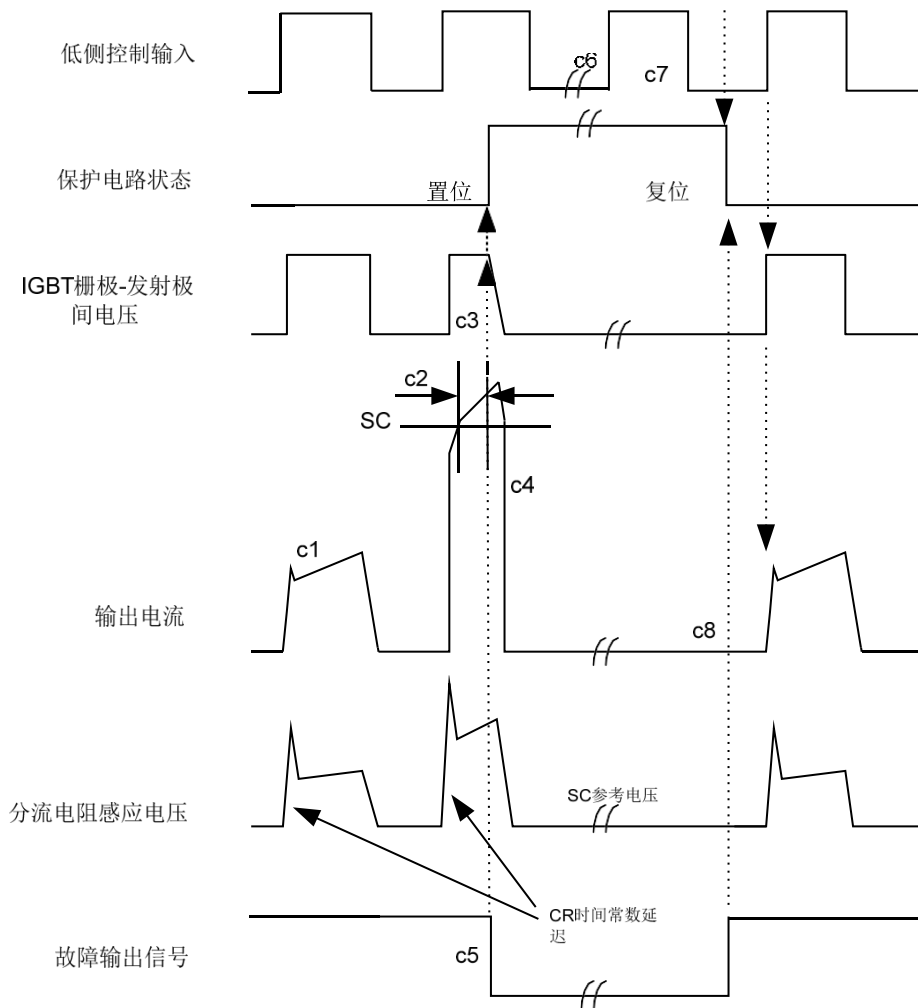 低侧控制输入
c6
c7
保护电路状态
置位
复位
IGBT栅极-发射极
间电压
c3
c2
SC
c4
c1
输出电流
c8
分流电阻感应电压
SC参考电压
CR时间常数延
迟
c5
故障输出信号